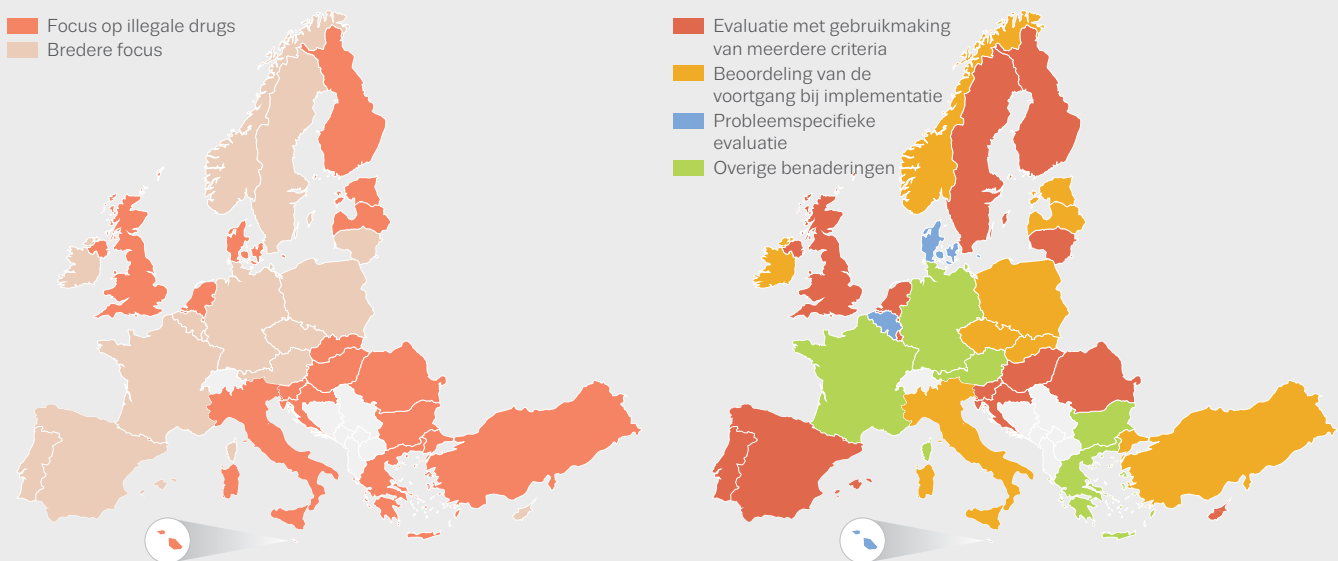 Focus op illegale drugs
Bredere focus
Evaluatie met gebruikmaking
van meerdere criteria
Beoordeling van de
voortgang bij implementatie
Probleemspecifieke
evaluatie
Overige benaderingen